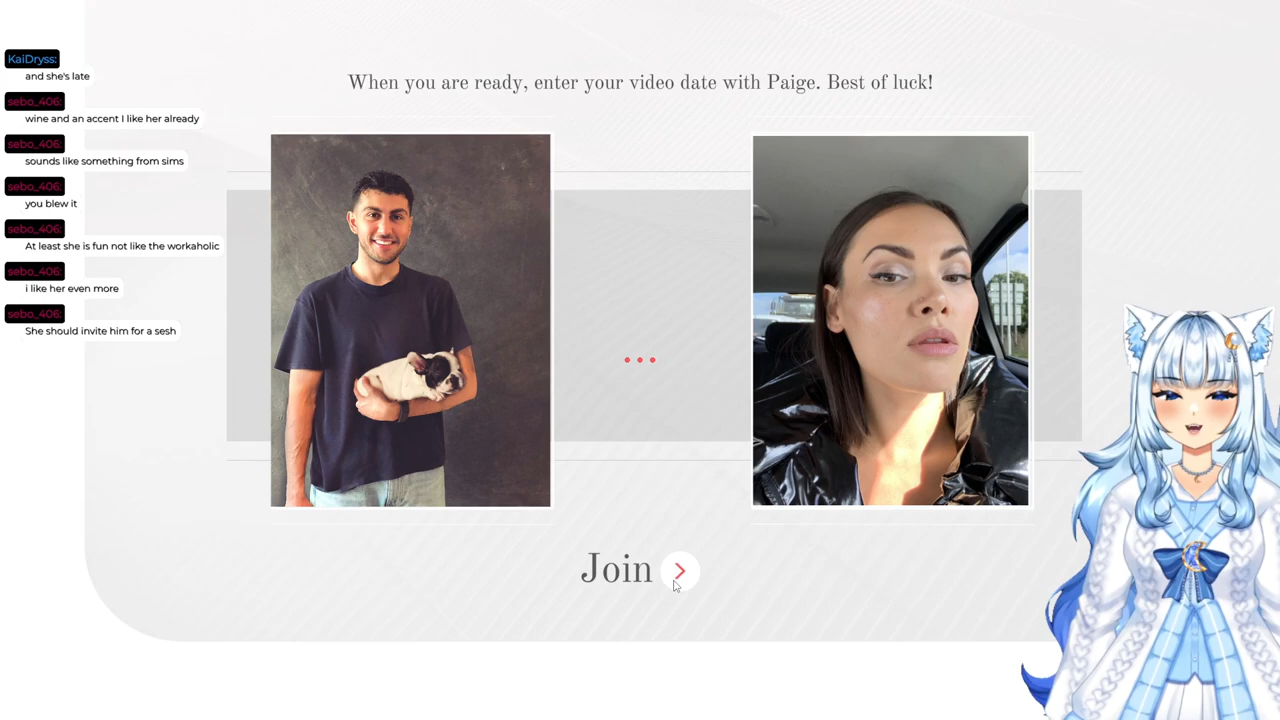 KaiDryss:
and she's late
sebo_406:
wine and an accent I like her already
sebo_406:
sounds like something from sims
sebo_406:
you blew it
sebo_406:
At least she is fun not like the workaholic
sebo_406:
i like her even more
sebo_406:
She should invite him for a sesh
When you are ready, enter your video date with Paige. Best of luck!
Join